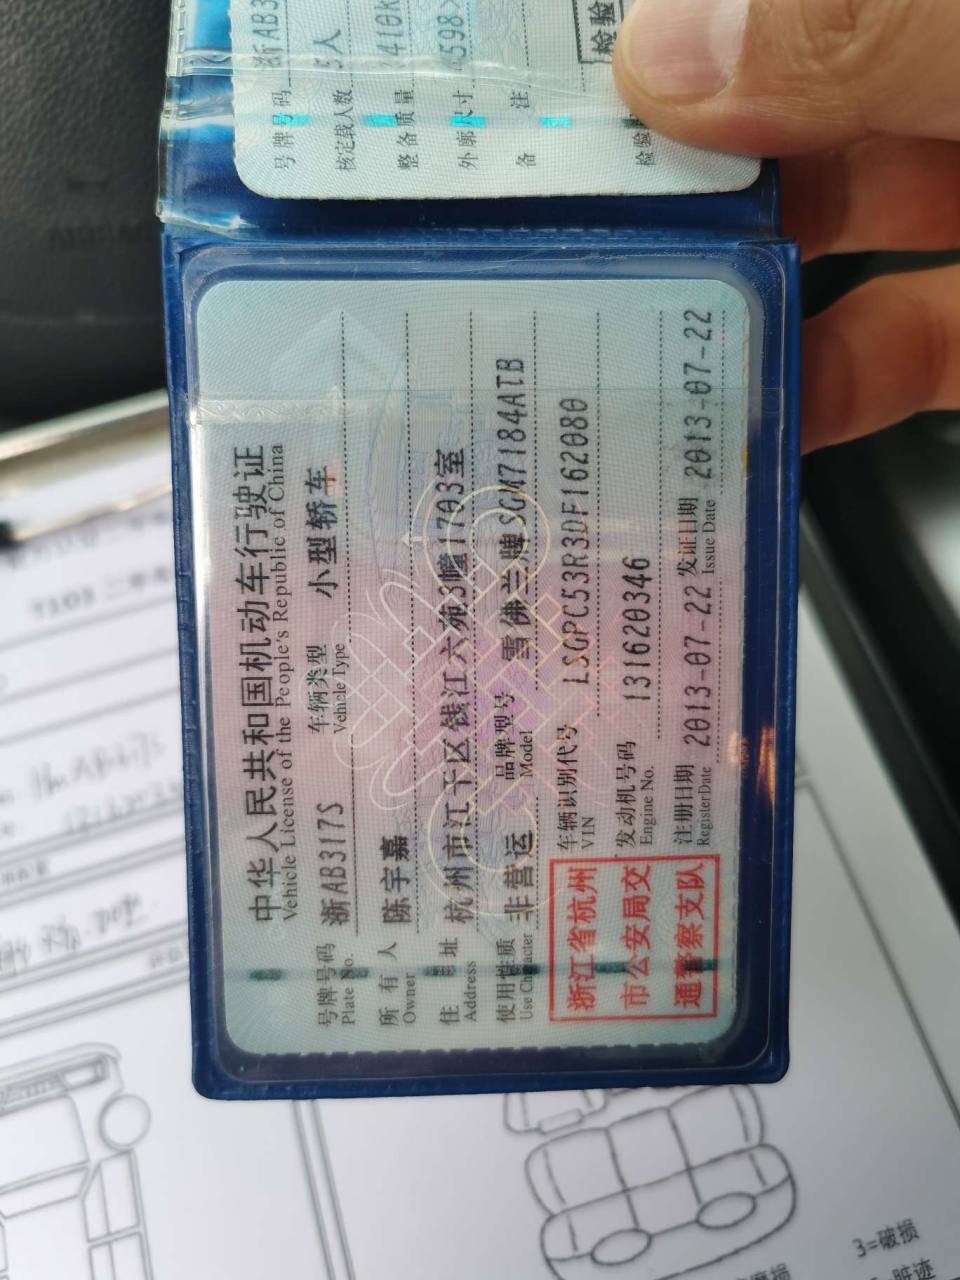 中华人民共和国机动车行驶证
Vehicle License of the People's Republic of China
号牌号码 浙AB317S 车辆类型 小型轿车
Plate No. Vehicle Type
所有人 陈宇嘉
Owner
住址 杭州市江干区钱江六苑3幢1703室
Address
使用性质 非营运 品牌型号 雪佛兰牌SGM7184ATB
Use Character Model
车辆识别代号 LSGPC53R3DF162080
VIN
发动机号码 131620346
Engine No.
注册日期 2013-07-22 发证日期 2013-07-22
Register Date Issue Date
浙江省杭州
市公安局交
通警察支队
号牌号码 浙AB3
核定载人数 5人
整备质量 1410K
外廓尺寸 4598X
备注
检验
检验
3=破损
脏迹